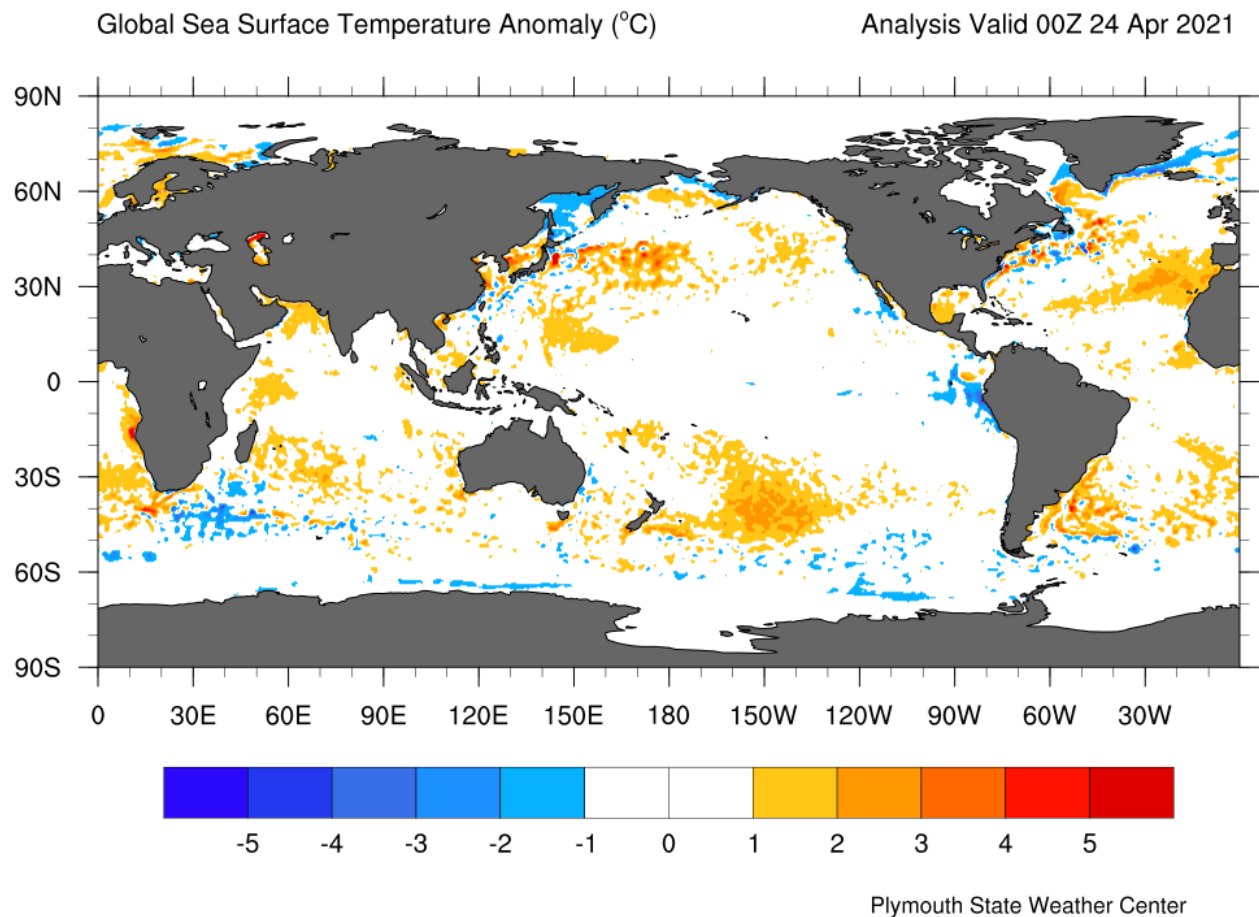 Global Sea Surface Temperature Anomaly (°C)
Analysis Valid 00Z 24 Apr 2021
90N
60N
30N
0
30S
60S
90S
0 30E 60E 90E 120E 150E 180 150W 120W 90W 60W 30W
-5 -4 -3 -2 -1 0 1 2 3 4 5
Plymouth State Weather Center